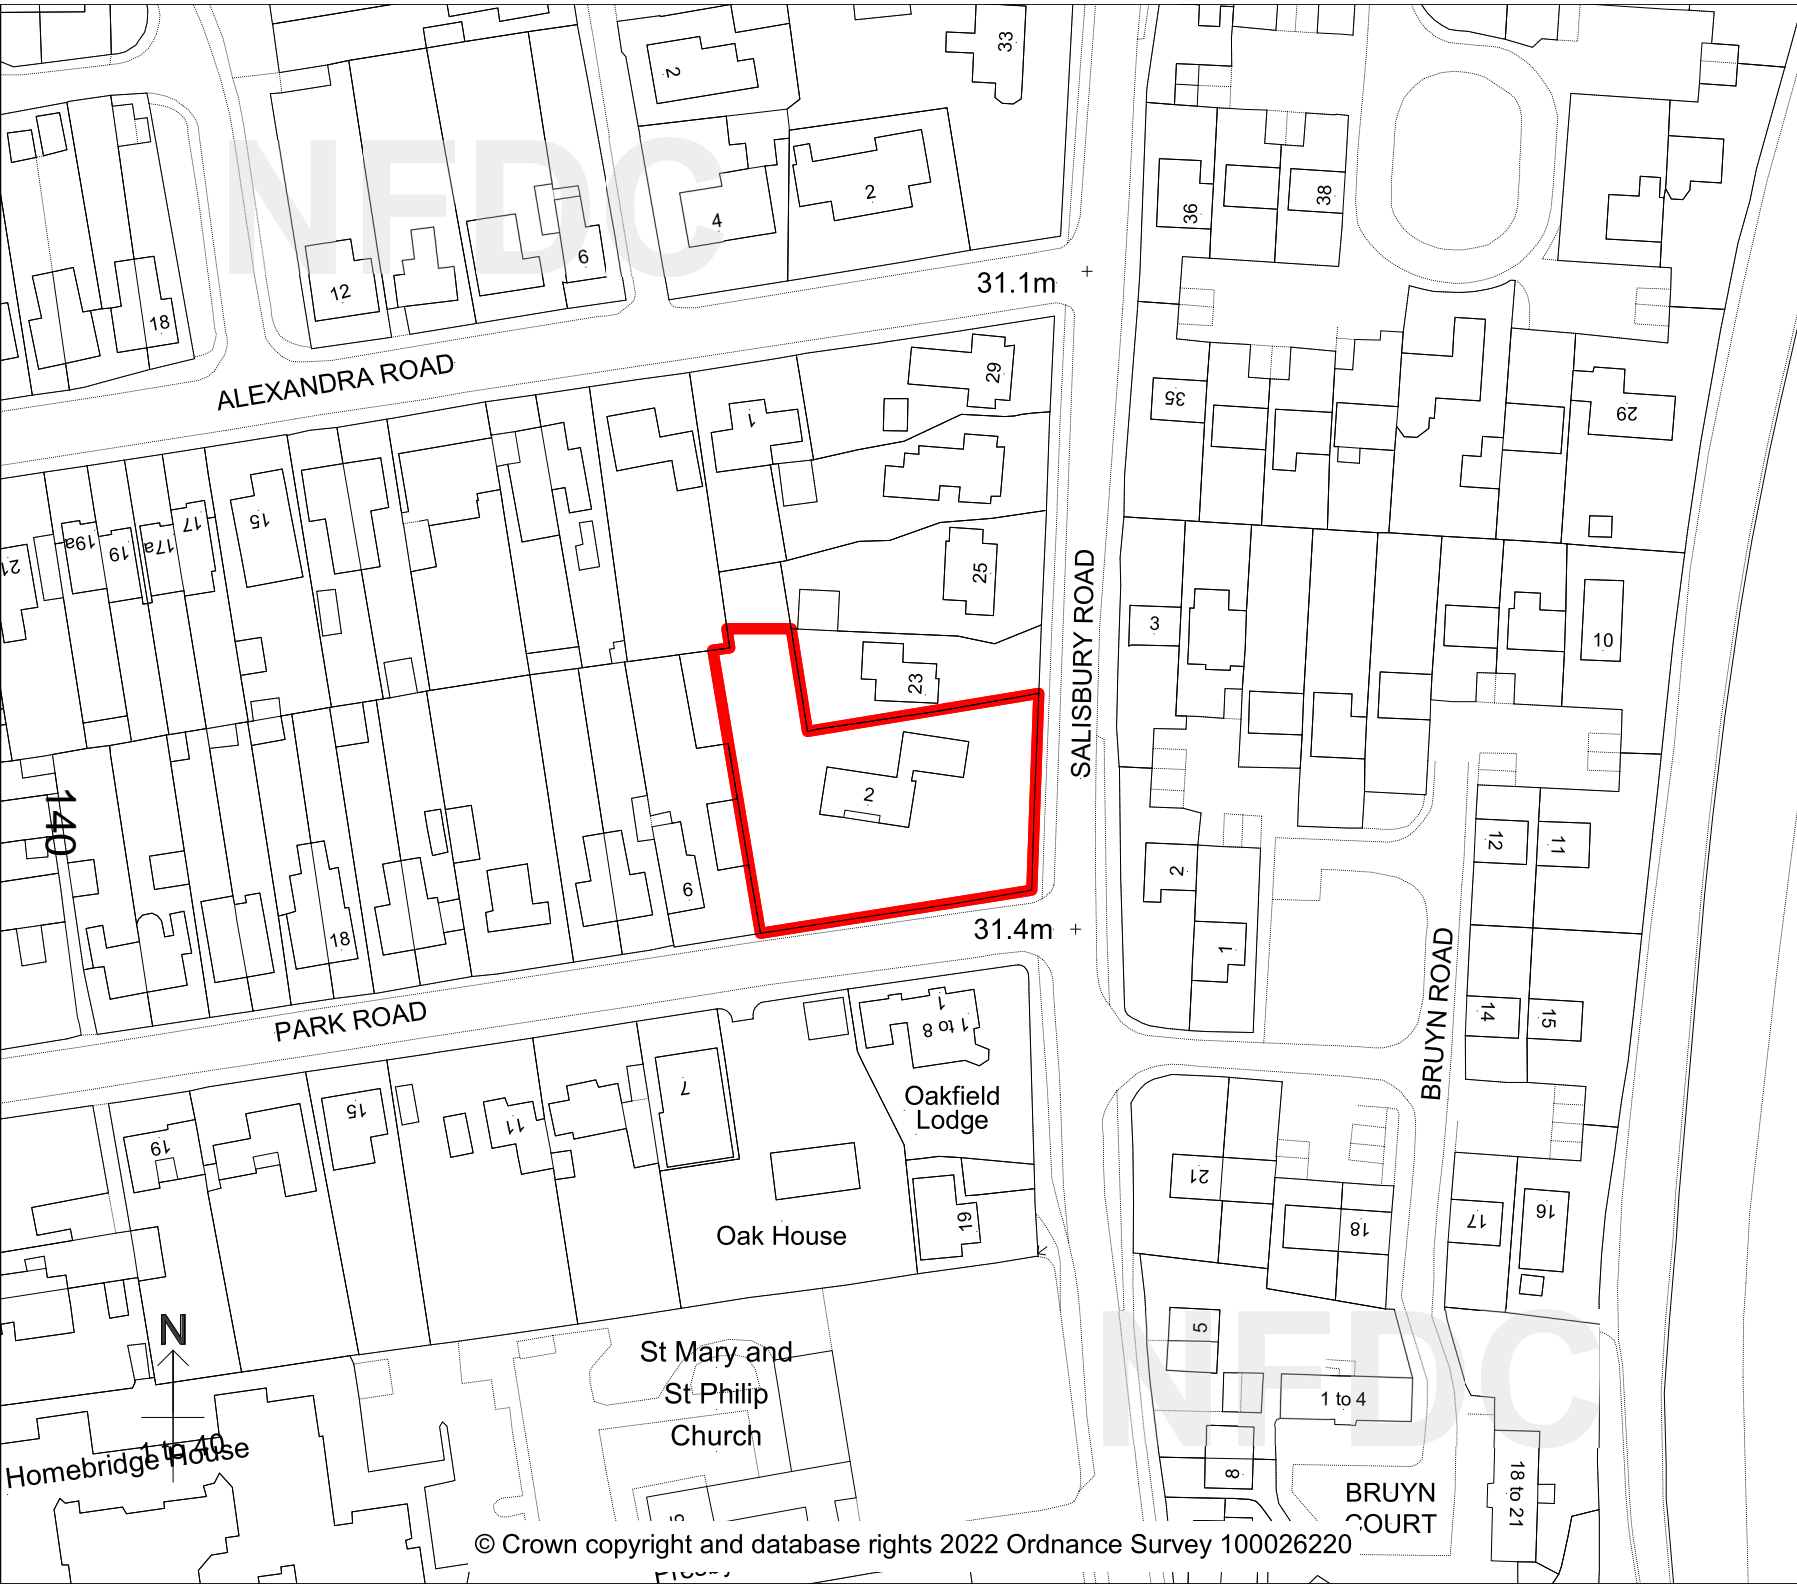 33
2
NFDC
36
38
4
2
6
12
18
31.1m
ALEXANDRA ROAD
29
35
29
1
15
17
17a
19
19a
21
25
SALISBURY ROAD
3
10
23
2
140
12
11
2
6
18
31.4m
1
BRUYN ROAD
PARK ROAD
14
15
1
1 to 8
7
Oakfield
Lodge
15
11
19
21
Oak House
19
18
17
16
N
5
NFDC
St Mary and
St Philip
Church
1 to 4
1 to 40
Homebridge House
8
18 to 21
BRUYN
COURT
© Crown copyright and database rights 2022 Ordnance Survey 100026220